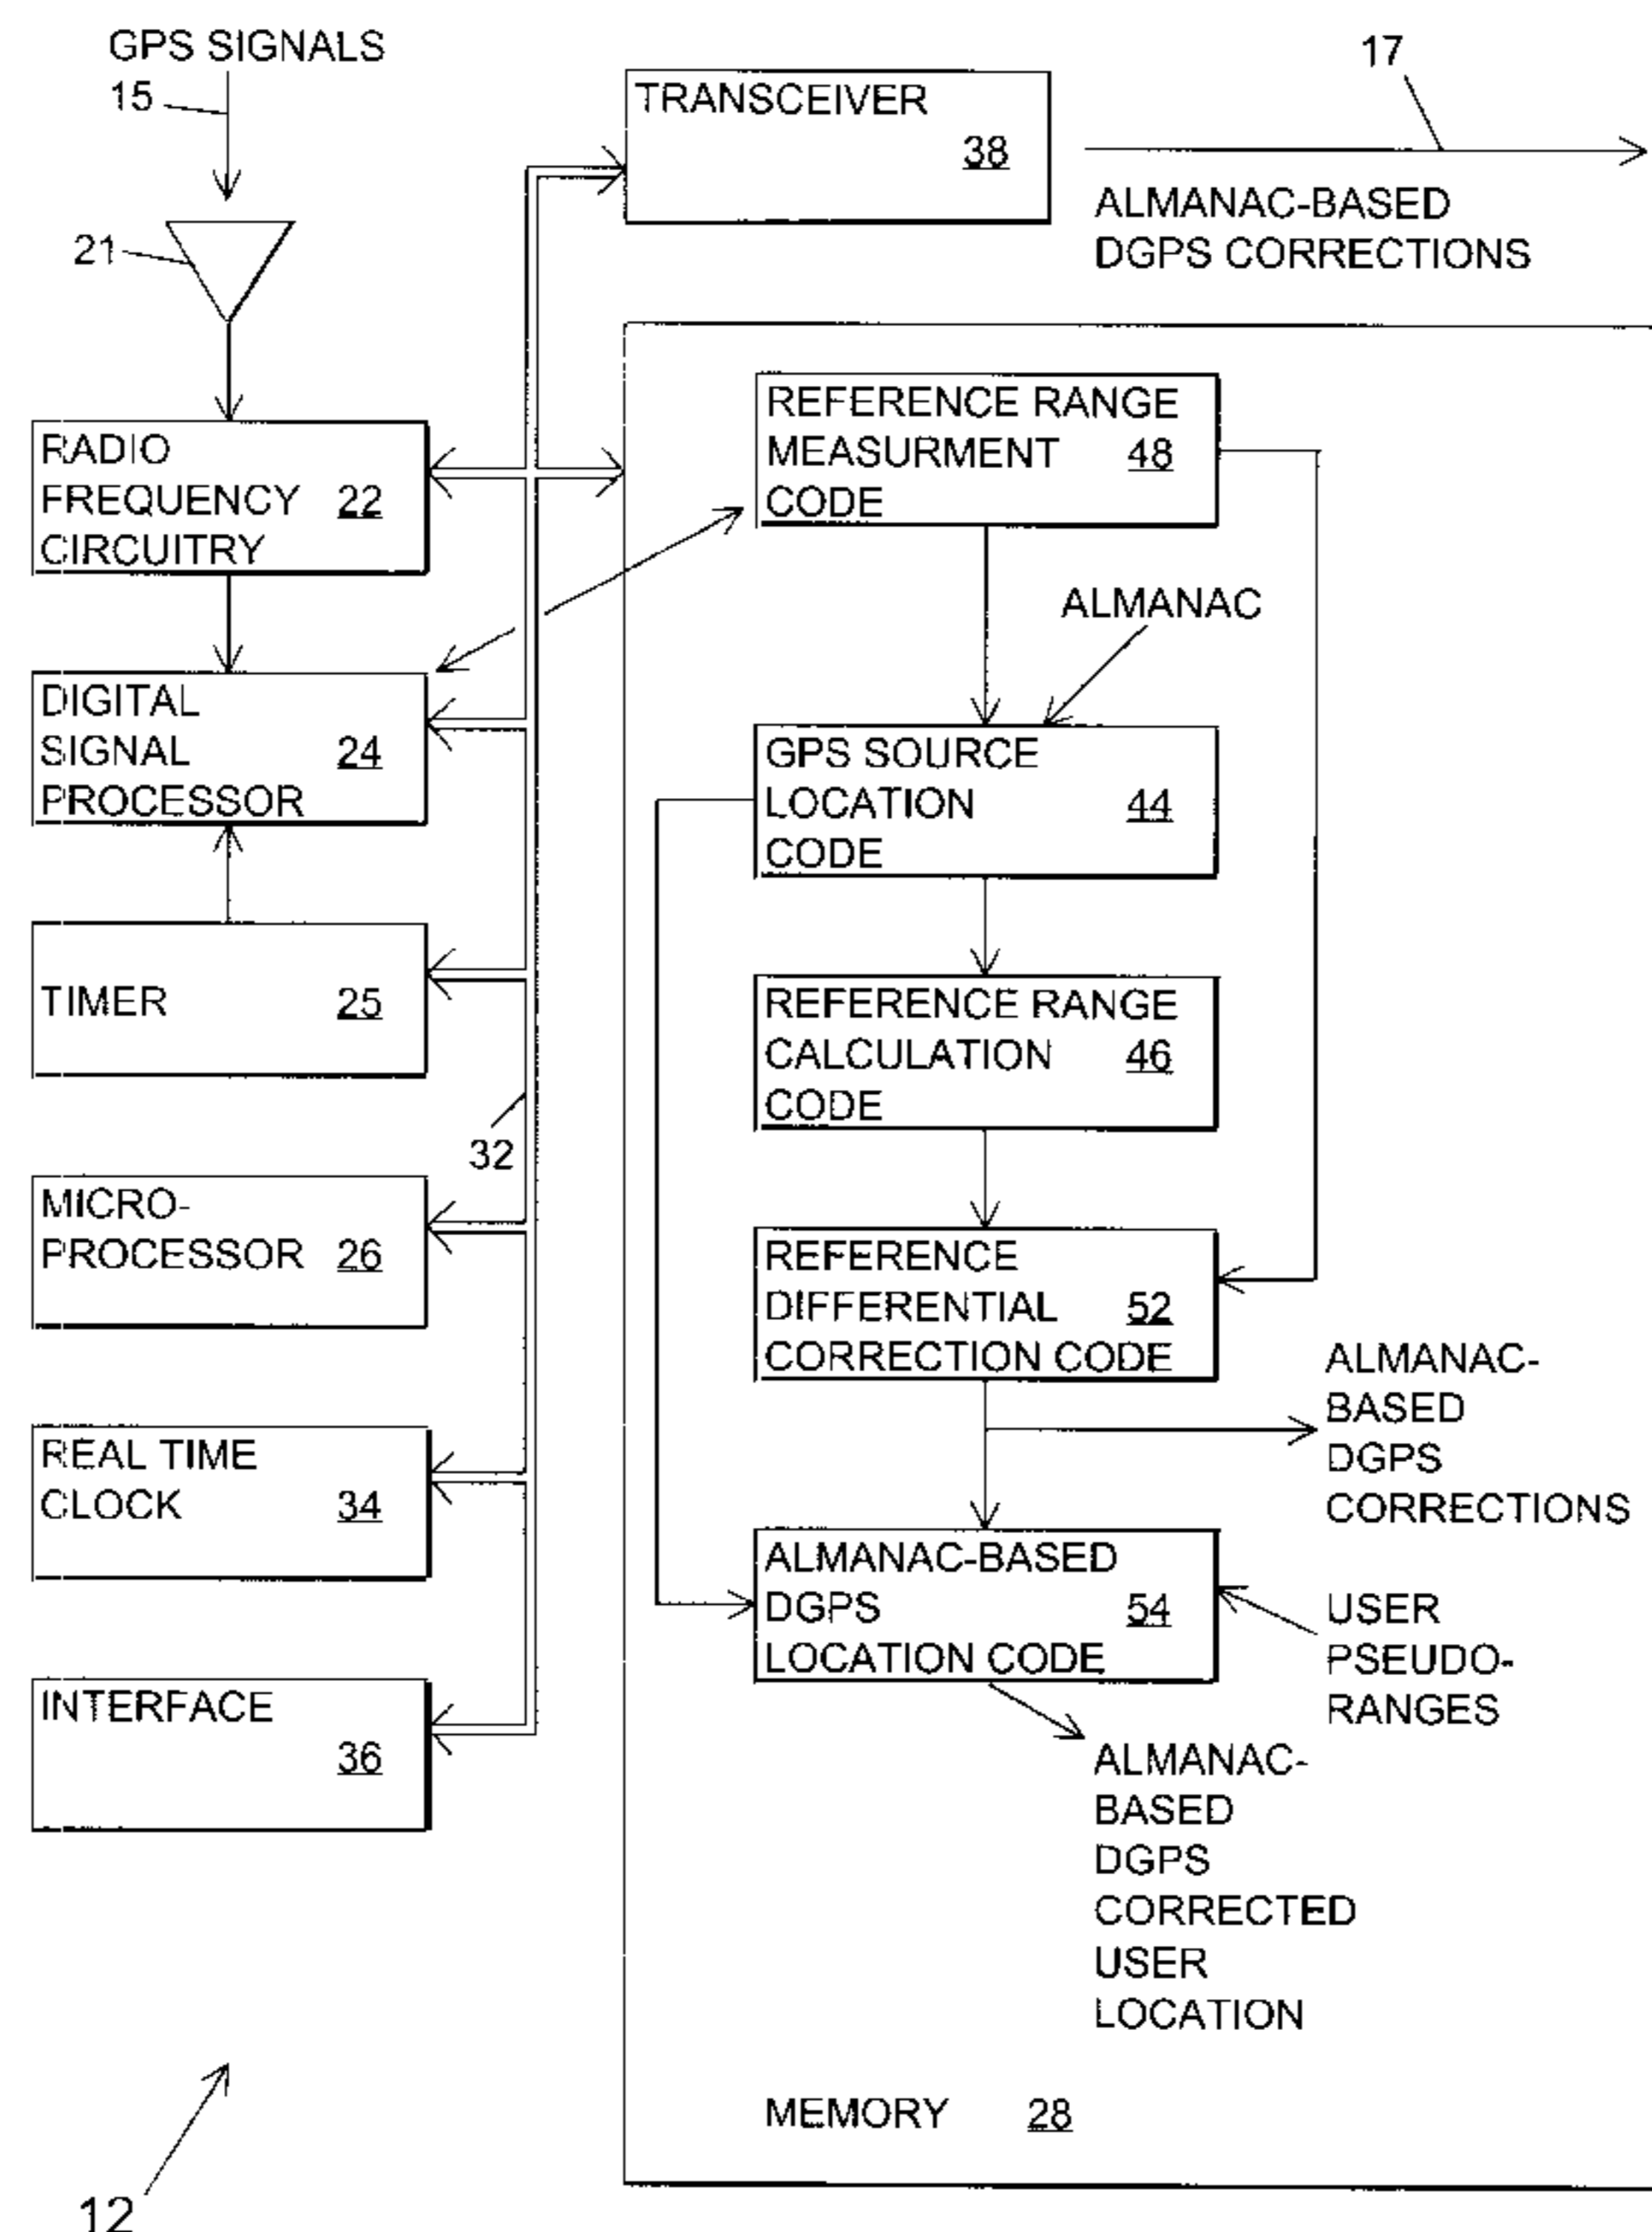 GPS SIGNALS
15
21
RADIO
FREQUENCY 22
CIRCUITRY
DIGITAL
SIGNAL 24
PROCESSOR
TIMER 25
32
MICRO-
PROCESSOR 26
REAL TIME
CLOCK 34
INTERFACE
36
12
TRANSCEIVER
38
17
ALMANAC-BASED
DGPS CORRECTIONS
REFERENCE RANGE
MEASURMENT 48
CODE
ALMANAC
GPS SOURCE
LOCATION 44
CODE
REFERENCE RANGE
CALCULATION 46
CODE
REFERENCE
DIFFERENTIAL 52
CORRECTION CODE
ALMANAC-
BASED
DGPS
CORRECTIONS
ALMANAC-BASED
DGPS 54
LOCATION CODE
USER
PSEUDO-
RANGES
ALMANAC-
BASED
DGPS
CORRECTED
USER
LOCATION
MEMORY 28